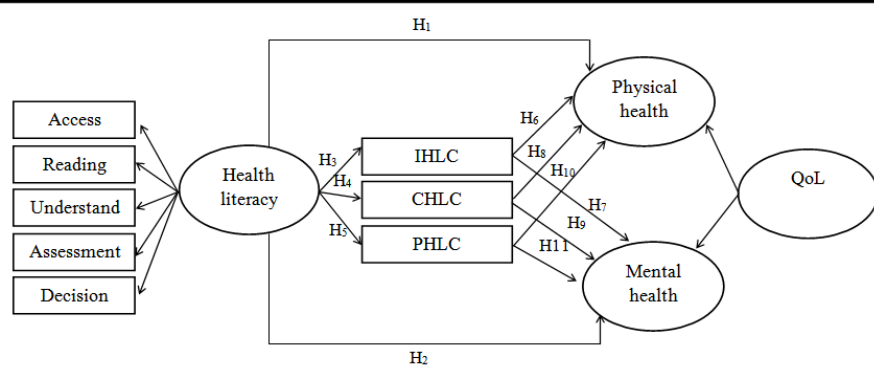 H₁
Access
Reading
Understand
Assessment
Decision
Health
literacy
H₃
H₄
H₅
IHLC
CHLC
PHLC
H₆
H₈
H₁₀
H₇
H₉
H11
Physical
health
Mental
health
QoL
H₂